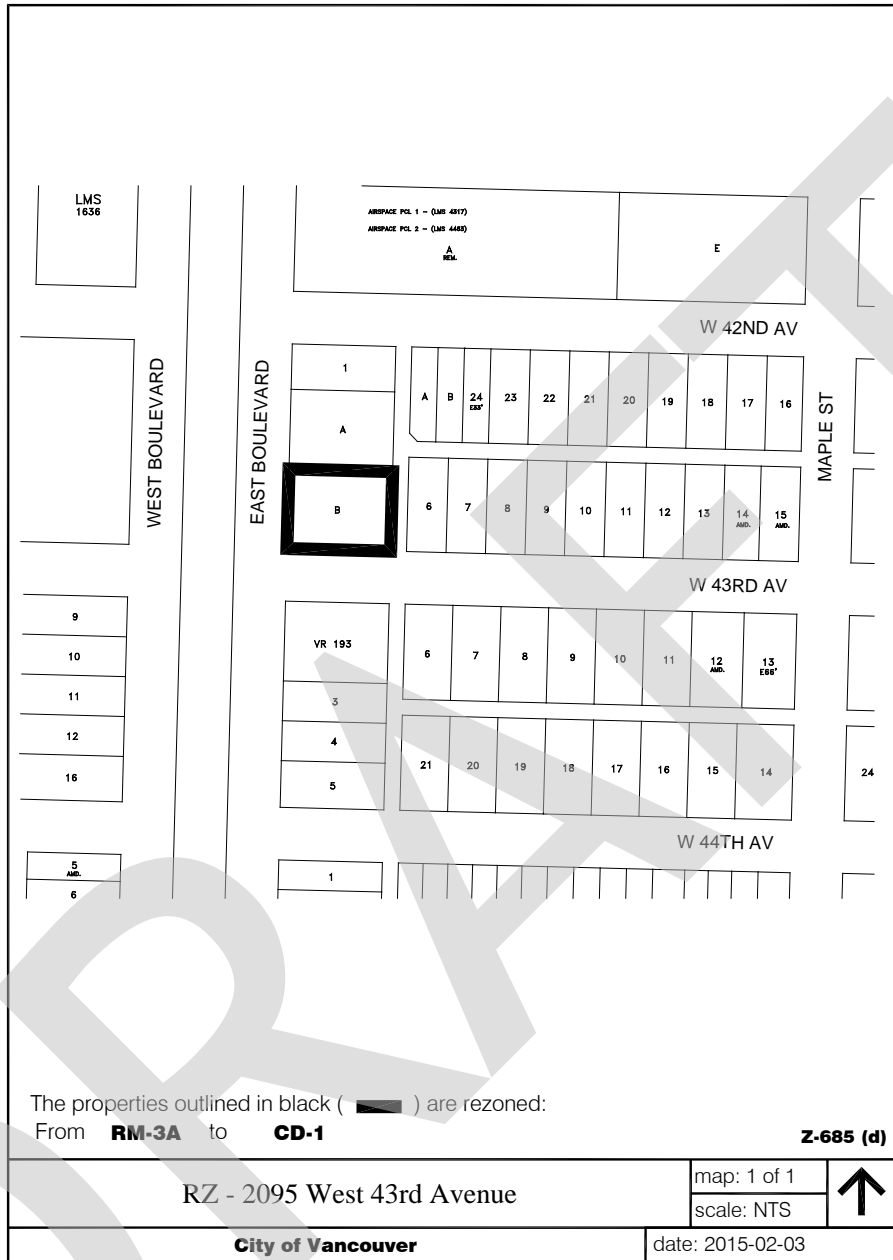 LMS
1636
AIRSPACE PCL 1 – (LMS 4317)
AIRSPACE PCL 2 – (LMS 4463)
A
REM.
E
W 42ND AV
WEST BOULEVARD
EAST BOULEVARD
MAPLE ST
1
A
B
A B 24 23 22 21 20 19 18 17 16
E33'
6 7 8 9 10 11 12 13 14 15
AMD. AMD.
W 43RD AV
9
10
11
12
16
VR 193
3
4
5
6 7 8 9 10 11 12 13
AMD. E66'
21 20 19 18 17 16 15 14
24
W 44TH AV
5
AMD.
6
1
DRAFT
The properties outlined in black ( ) are rezoned:
From RM-3A to CD-1
Z-685 (d)
RZ - 2095 West 43rd Avenue
map: 1 of 1
scale: NTS
City of Vancouver
date: 2015-02-03